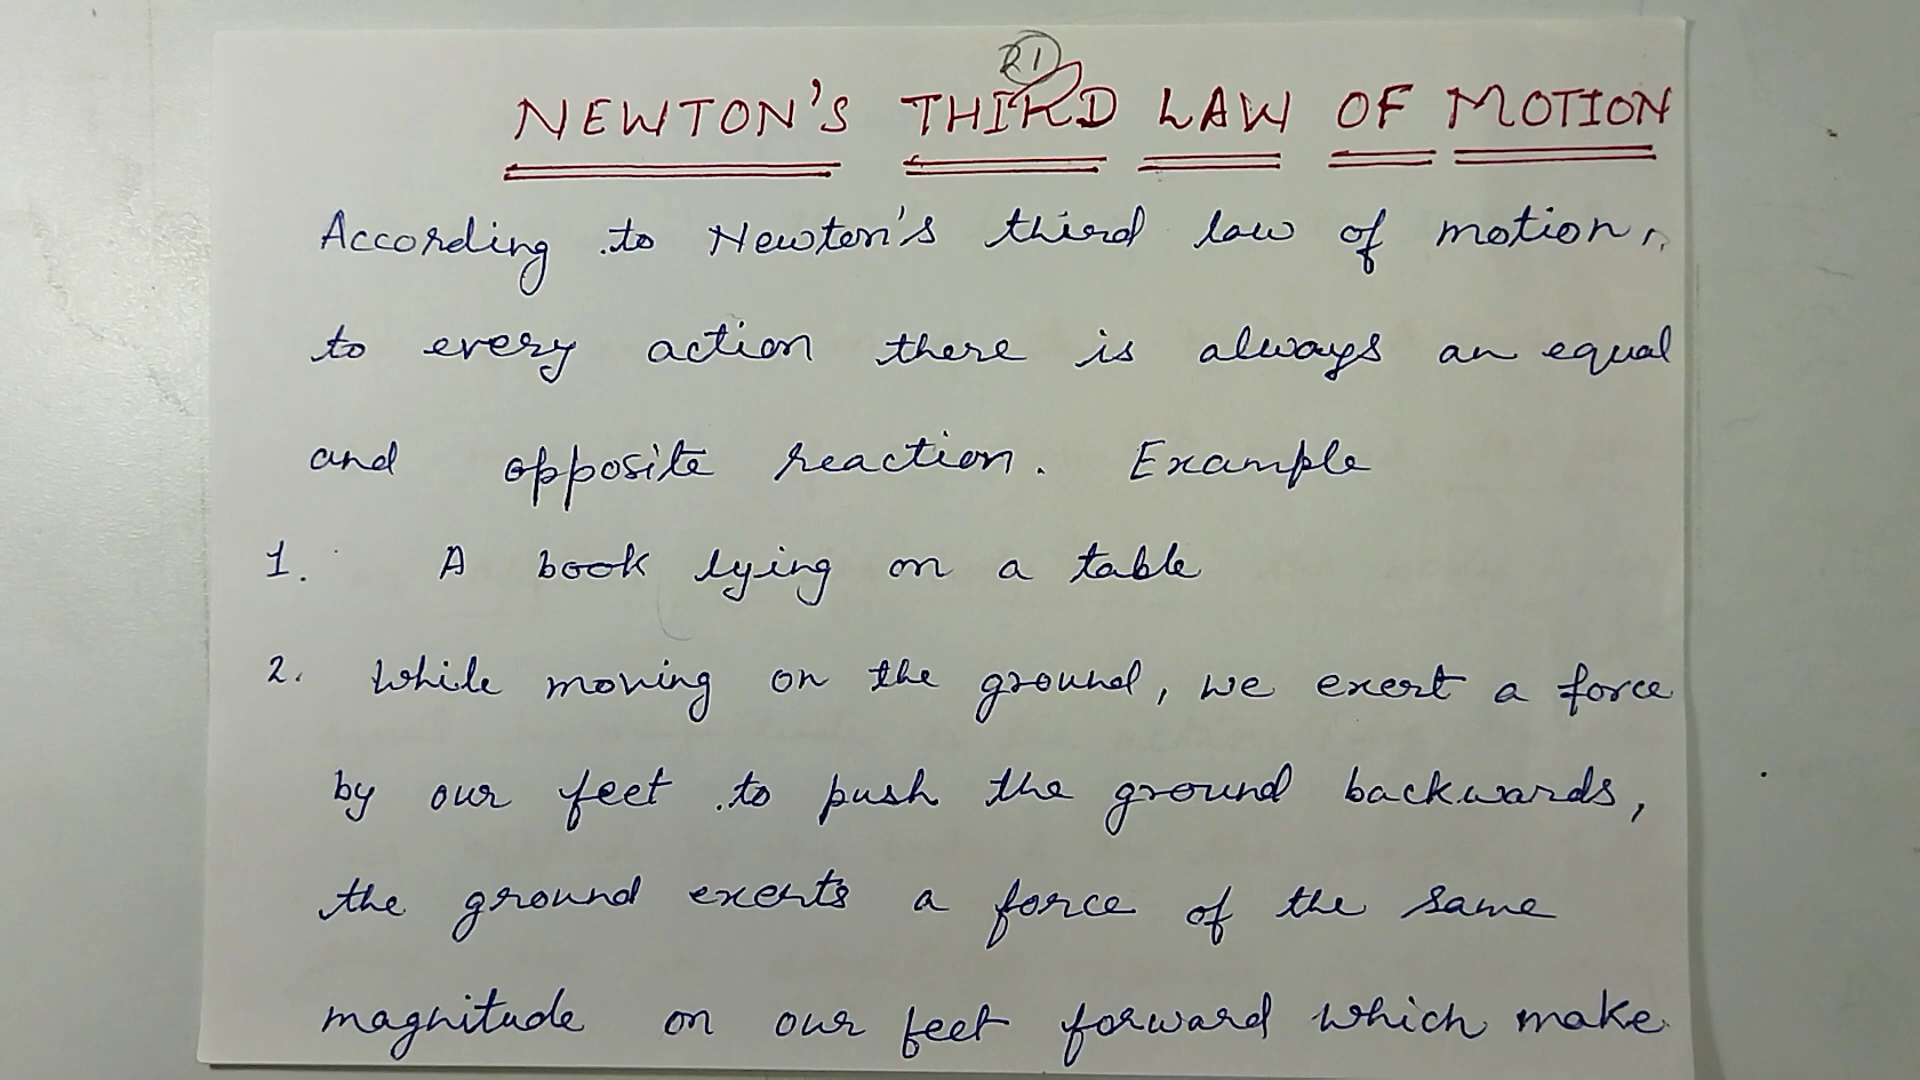 21
NEWTON'S THIRD LAW OF MOTION
According to Newton's third law of motion,
to every action there is always an equal
and opposite reaction. Example
1. A book lying on a table
2. While moving on the ground, we exert a force
by our feet to push the ground backwards,
the ground exerts a force of the same
magnitude on our feet forward which make